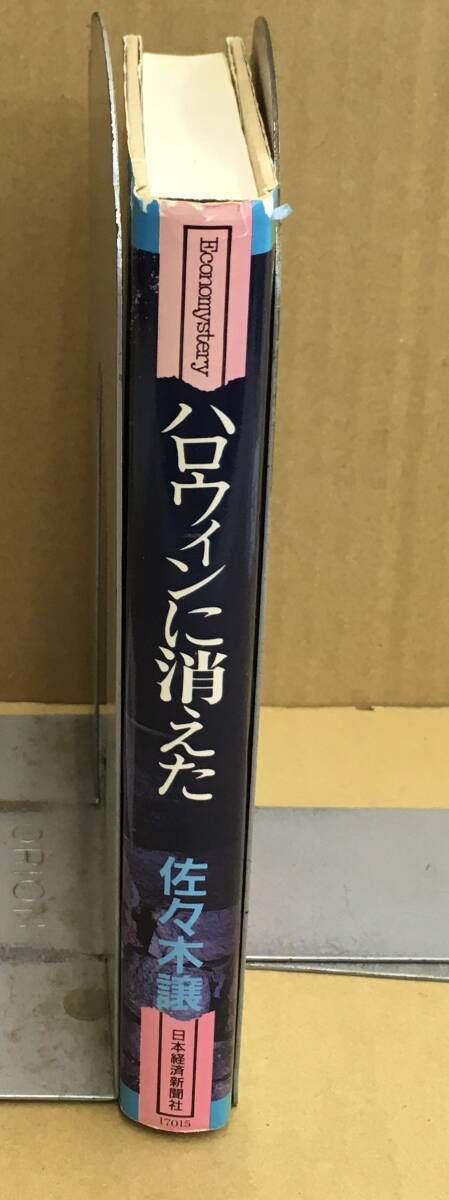 Economystery
ハロウィンに消えた
佐々木譲
日本経済新聞社
17015
ORION